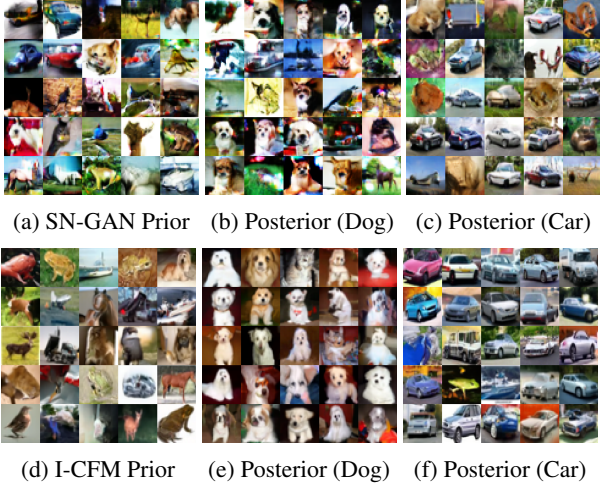 (a) SN-GAN Prior (b) Posterior (Dog) (c) Posterior (Car)
(d) I-CFM Prior (e) Posterior (Dog) (f) Posterior (Car)